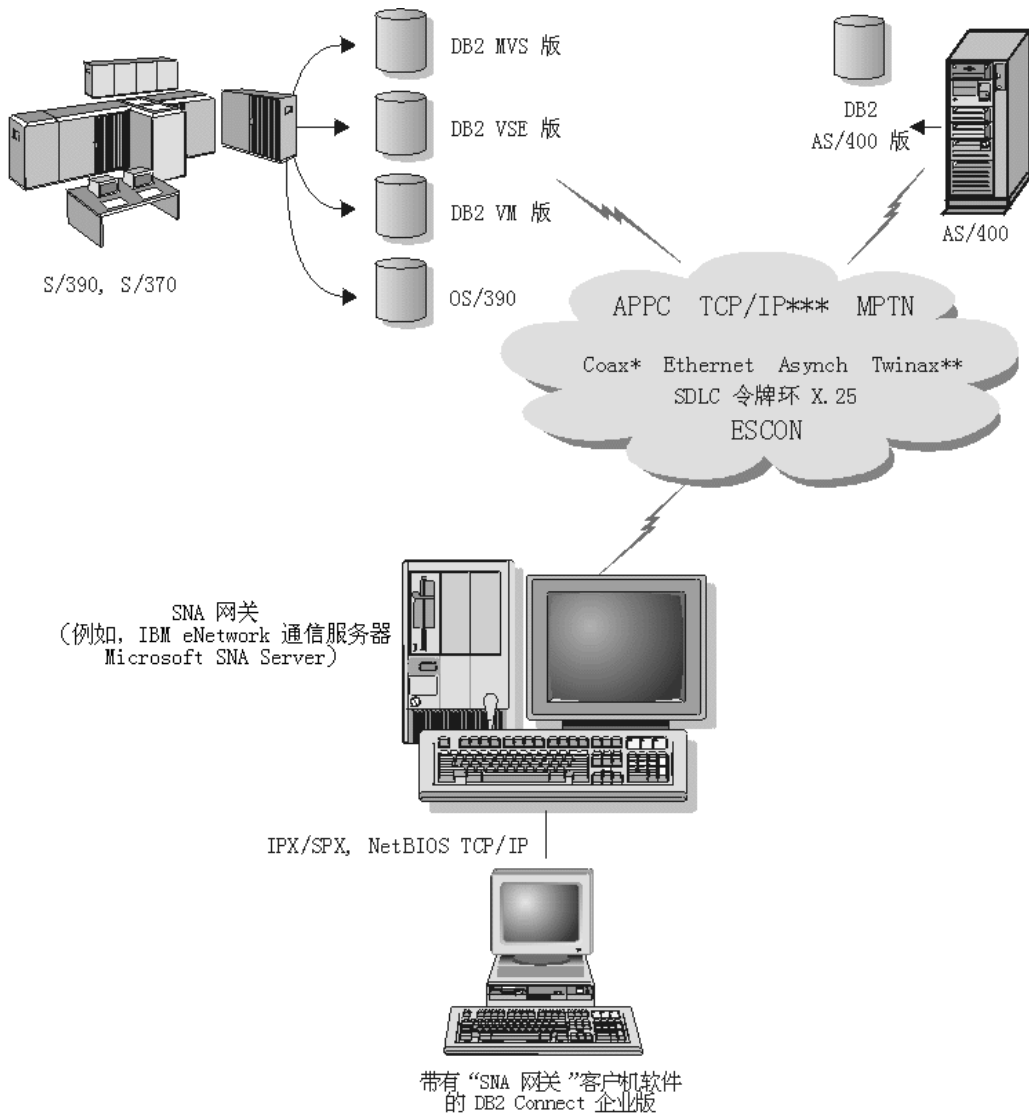 DB2 MVS 版
DB2 VSE 版
DB2 VM 版
OS/390
S/390, S/370
DB2
AS/400 版
AS/400
APPC TCP/IP*** MPTN
Coax* Ethernet Asynch Twinax**
SDLC 令牌环 X.25
ESCON
SNA 网关
（例如, IBM eNetwork 通信服务器
Microsoft SNA Server）
IPX/SPX, NetBIOS TCP/IP
带有 “SNA 网关 ”客户机软件
的 DB2 Connect 企业版